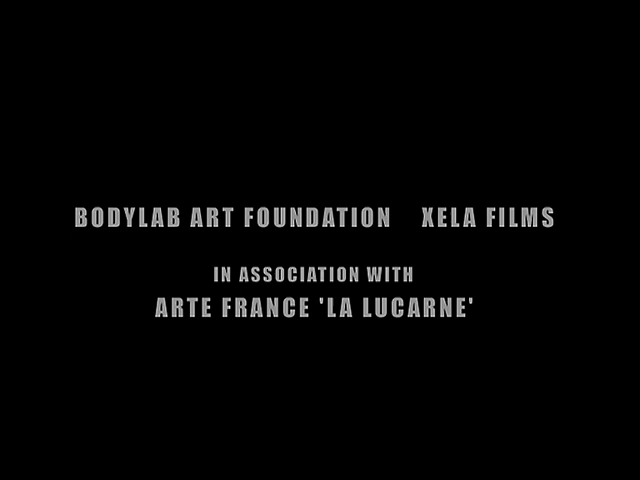 BODYLAB ART FOUNDATION XELA FILMS
IN ASSOCIATION WITH
ARTE FRANCE 'LA LUCARNE'